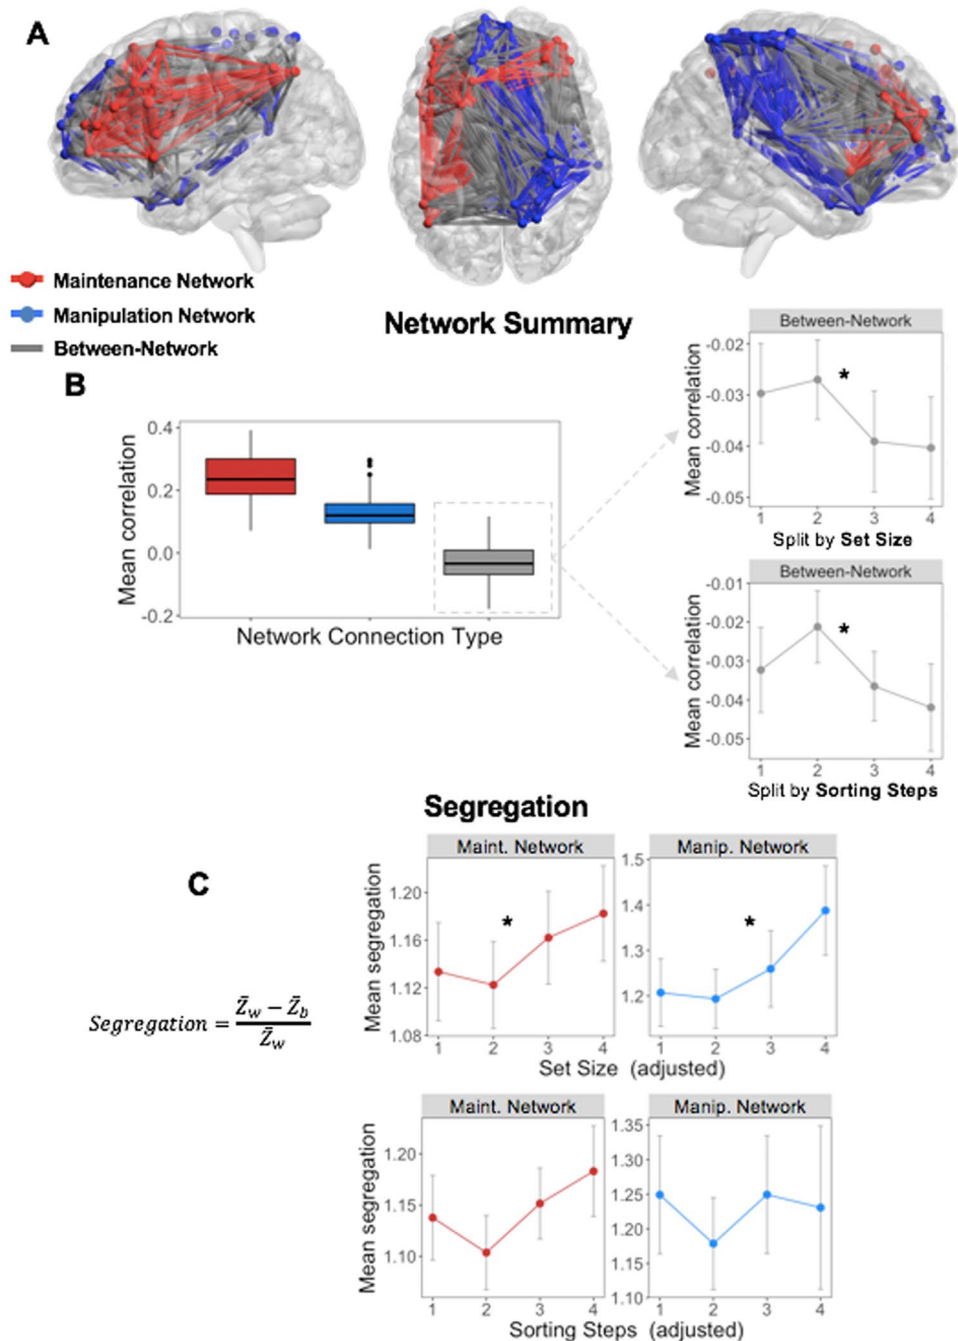 A
Maintenance Network
Manipulation Network
Between-Network
Network Summary
B
Mean correlation
0.4
0.2
0.0
-0.2
Network Connection Type
Between-Network
Mean correlation
-0.02
-0.03
-0.04
-0.05
1 2 3 4
Split by Set Size
*
Between-Network
Mean correlation
-0.01
-0.02
-0.03
-0.04
-0.05
1 2 3 4
Split by Sorting Steps
*
Segregation
C
Segregation = (Z̄w − Z̄b) / Z̄w
Maint. Network
Manip. Network
Mean segregation
1.20
1.16
1.12
1.08
*
1.5
1.4
1.3
1.2
*
1 2 3 4
1 2 3 4
Set Size (adjusted)
Maint. Network
Manip. Network
Mean segregation
1.20
1.15
1.10
1.35
1.30
1.25
1.20
1.15
1.10
1 2 3 4
1 2 3 4
Sorting Steps (adjusted)